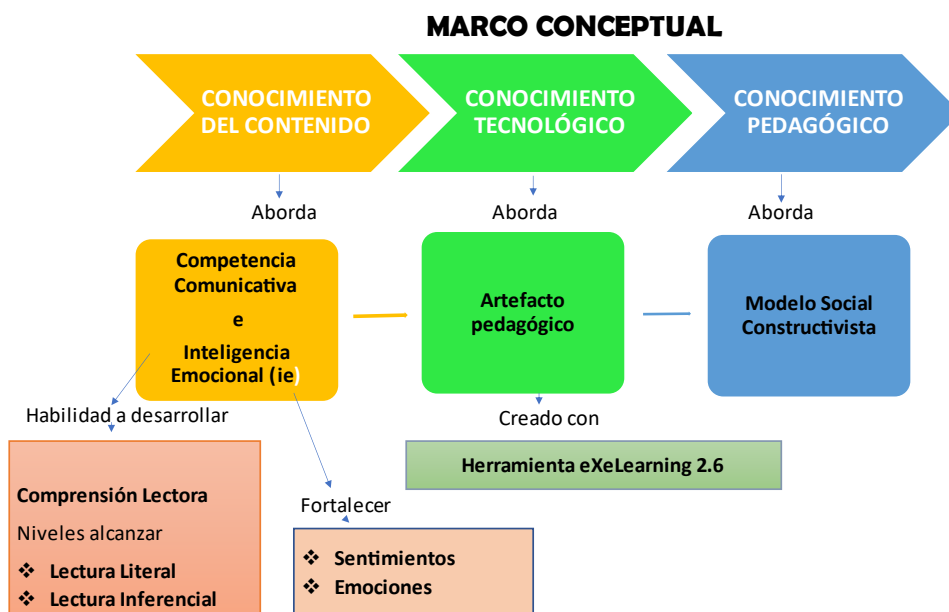 MARCO CONCEPTUAL
CONOCIMIENTO
DEL CONTENIDO
CONOCIMIENTO
TECNOLÓGICO
CONOCIMIENTO
PEDAGÓGICO
Aborda
Aborda
Aborda
Competencia
Comunicativa
e
Inteligencia
Emocional (ie)
Artefacto
pedagógico
Modelo Social
Constructivista
Habilidad a desarrollar
Creado con
Herramienta eXeLearning 2.6
Comprensión Lectora
Niveles alcanzar
❖ Lectura Literal
❖ Lectura Inferencial
Fortalecer
❖ Sentimientos
❖ Emociones